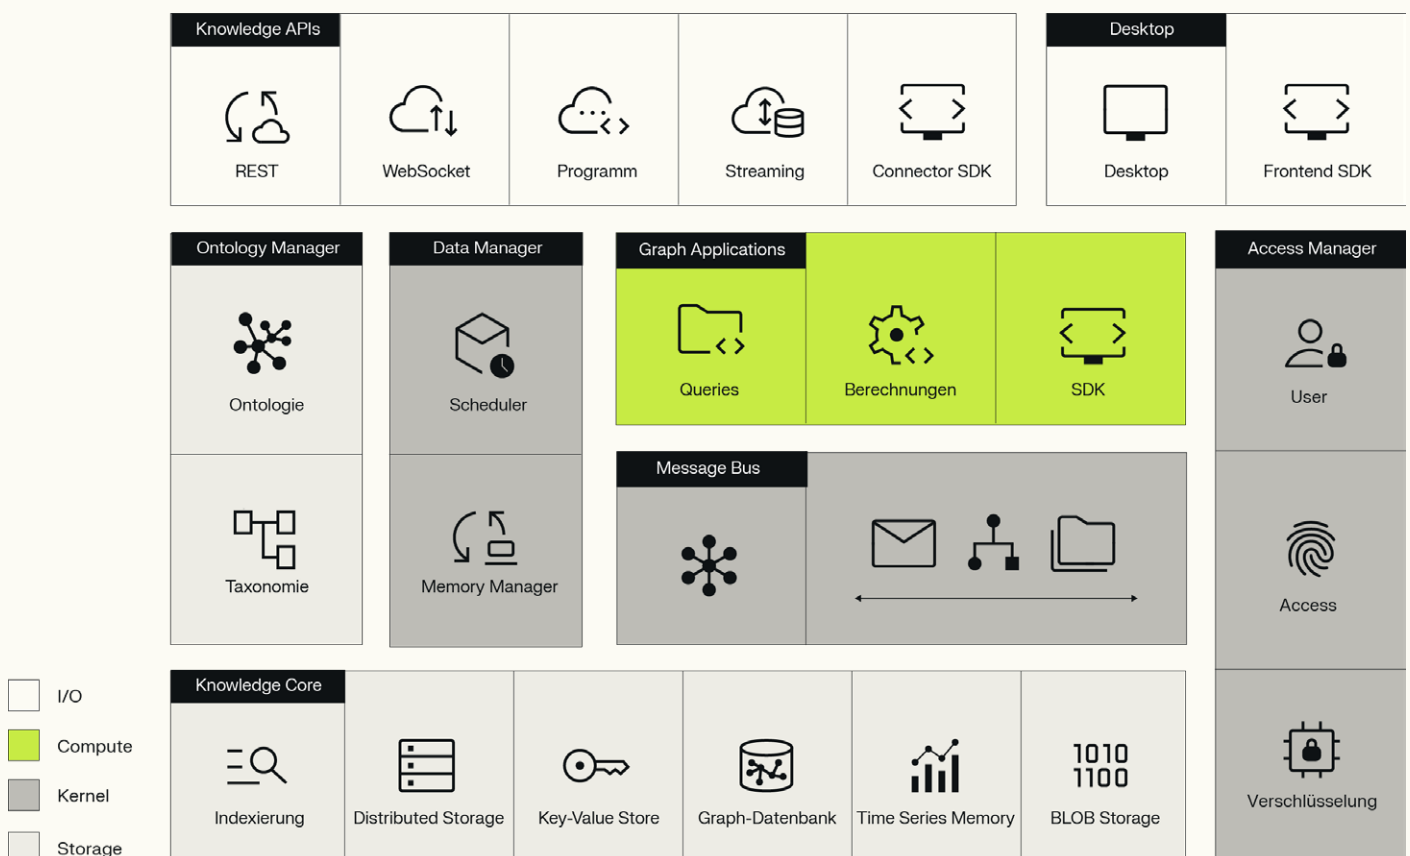 Knowledge APIs
Desktop
REST
WebSocket
Programm
Streaming
Connector SDK
Desktop
Frontend SDK
Ontology Manager
Data Manager
Graph Applications
Access Manager
Ontologie
Scheduler
Queries
Berechnungen
SDK
User
Message Bus
Taxonomie
Memory Manager
Access
Knowledge Core
I/O
Compute
Kernel
Storage
1010
1100
Indexierung
Distributed Storage
Key-Value Store
Graph-Datenbank
Time Series Memory
BLOB Storage
Verschlüsselung